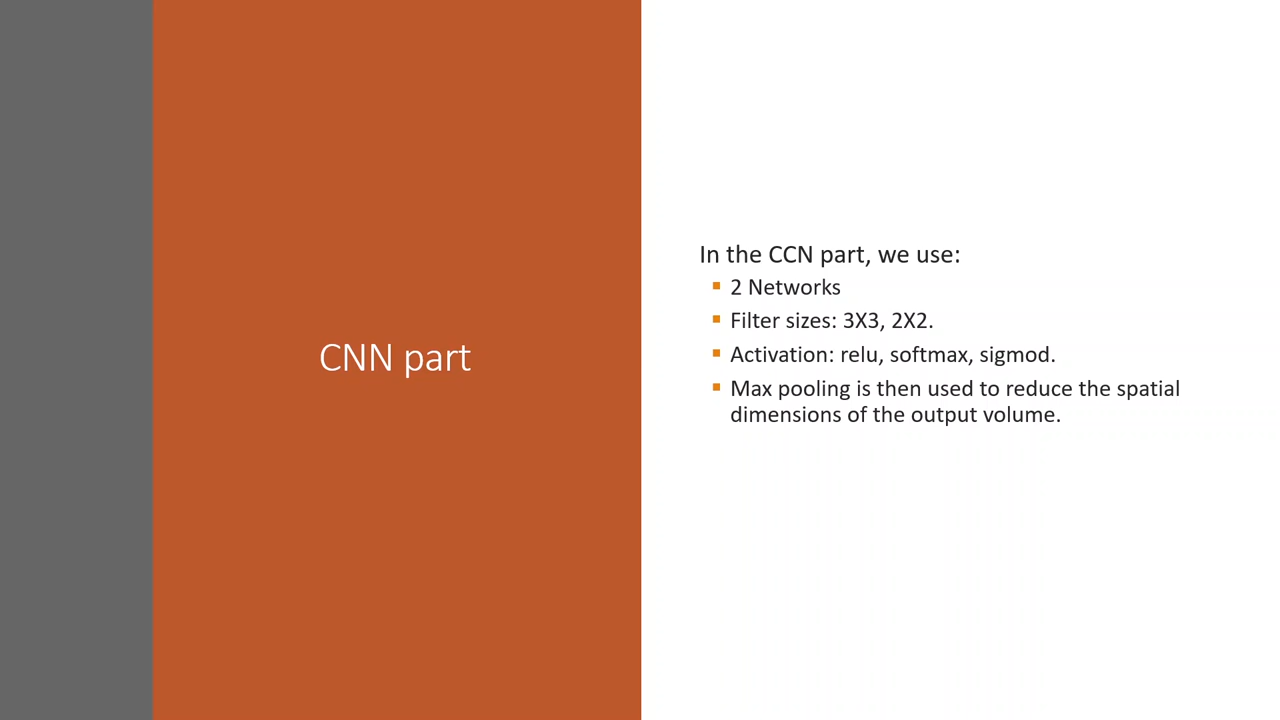 CNN part
In the CCN part, we use:
▪ 2 Networks
▪ Filter sizes: 3X3, 2X2.
▪ Activation: relu, softmax, sigmod.
▪ Max pooling is then used to reduce the spatial
dimensions of the output volume.